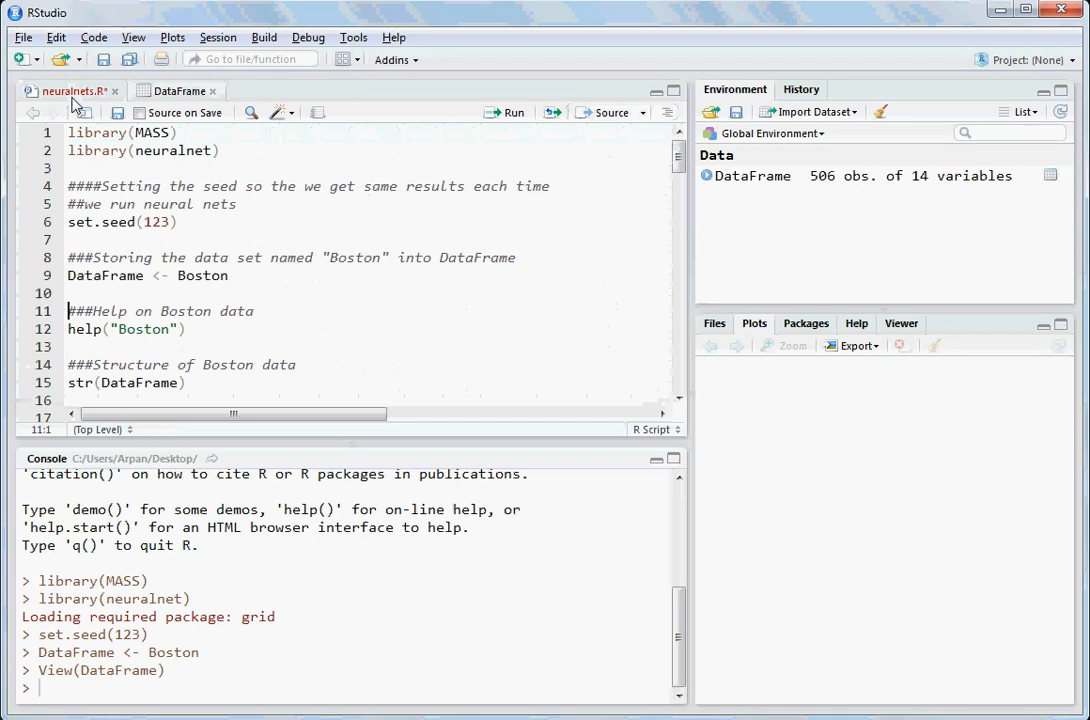 RStudio
File Edit Code View Plots Session Build Debug Tools Help
Go to file/function Addins Project: (None)
neuralnets.R* DataFrame
Source on Save Run Source
1 library(MASS)
2 library(neuralnet)
3
4 ####Setting the seed so the we get same results each time
5 ##we run neural nets
6 set.seed(123)
7
8 ###Storing the data set named "Boston" into DataFrame
9 DataFrame <- Boston
10
11 ###Help on Boston data
12 help("Boston")
13
14 ###Structure of Boston data
15 str(DataFrame)
16
17
11:1 (Top Level) R Script
Console C:/Users/Arpan/Desktop/
'citation()' on how to cite R or R packages in publications.
Type 'demo()' for some demos, 'help()' for on-line help, or
'help.start()' for an HTML browser interface to help.
Type 'q()' to quit R.
> library(MASS)
> library(neuralnet)
Loading required package: grid
> set.seed(123)
> DataFrame <- Boston
> View(DataFrame)
>
Environment History
Import Dataset List
Global Environment
Data
DataFrame 506 obs. of 14 variables
Files Plots Packages Help Viewer
Zoom Export